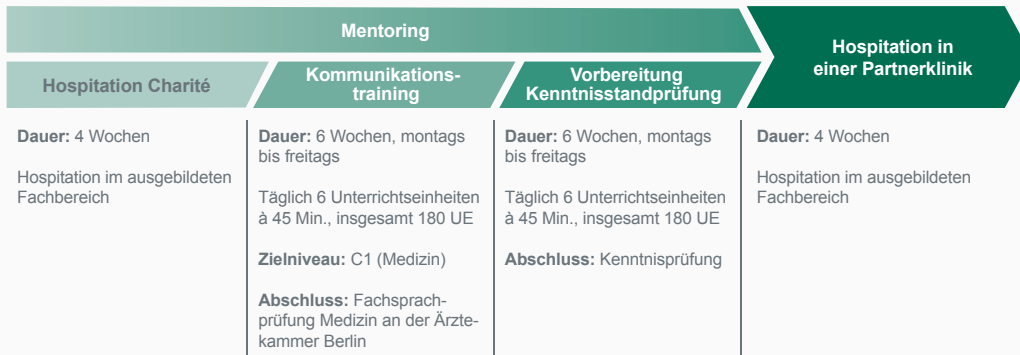 Mentoring
Hospitation in
einer Partnerklinik
Hospitation Charité
Kommunikations-
training
Vorbereitung
Kenntnisstandprüfung
Dauer: 4 Wochen
Hospitation im ausgebildeten
Fachbereich
Dauer: 6 Wochen, montags
bis freitags
Täglich 6 Unterrichtseinheiten
à 45 Min., insgesamt 180 UE
Zielniveau: C1 (Medizin)
Abschluss: Fachsprach-
prüfung Medizin an der Ärzte-
kammer Berlin
Dauer: 6 Wochen, montags
bis freitags
Täglich 6 Unterrichtseinheiten
à 45 Min., insgesamt 180 UE
Abschluss: Kenntnisprüfung
Dauer: 4 Wochen
Hospitation im ausgebildeten
Fachbereich